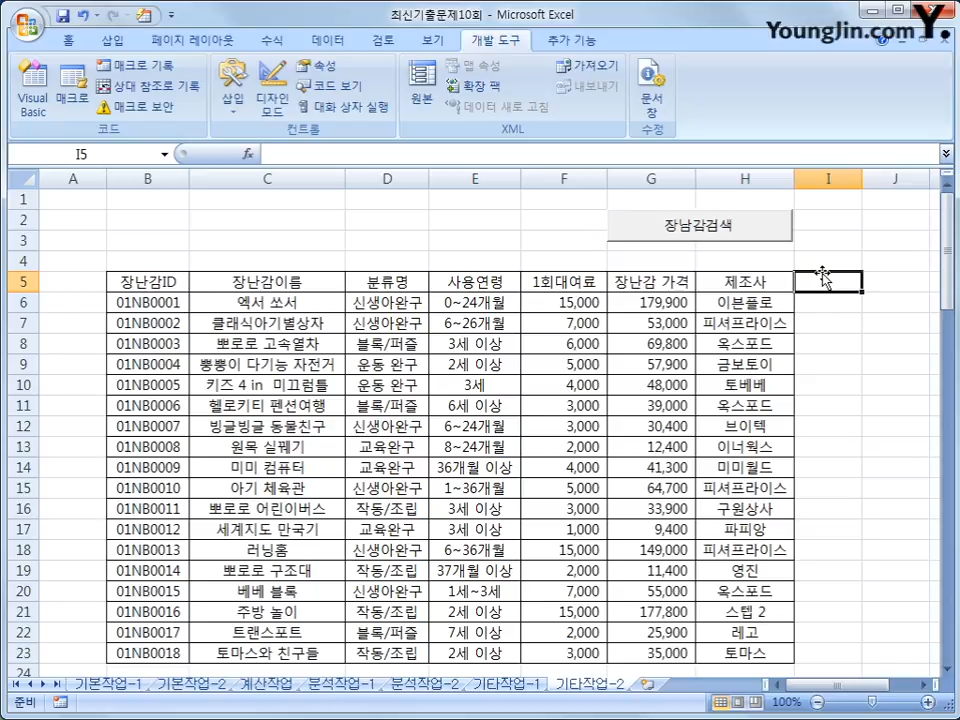 최신기출문제10회 - Microsoft Excel
YoungJin.com Y.
홈 삽입 페이지 레이아웃 수식 데이터 검토 보기 개발 도구 추가 기능
Visual Basic
매크로
매크로 기록
상대 참조로 기록
매크로 보안
코드
삽입
디자인 모드
속성
코드 보기
대화 상자 실행
컨트롤
원본
맵 속성
확장 팩
데이터 새로 고침
가져오기
내보내기
XML
문서 창
수정
I5 fx
A B C D E F G H I J
1
2 장난감검색
3
4
5 장난감ID 장난감이름 분류명 사용연령 1회대여료 장난감 가격 제조사
6 01NB0001 엑서 쏘서 신생아완구 0~24개월 15,000 179,900 이븐플로
7 01NB0002 클래식아기별상자 신생아완구 6~26개월 7,000 53,000 피셔프라이스
8 01NB0003 뽀로로 고속열차 블록/퍼즐 3세 이상 6,000 69,800 옥스포드
9 01NB0004 뿡뿡이 다기능 자전거 운동 완구 2세 이상 5,000 57,900 금보토이
10 01NB0005 키즈 4 in 미끄럼틀 운동 완구 3세 4,000 48,000 토베베
11 01NB0006 헬로키티 펜션여행 블록/퍼즐 6세 이상 3,000 39,000 옥스포드
12 01NB0007 빙글빙글 동물친구 신생아완구 6~24개월 3,000 30,400 브이텍
13 01NB0008 원목 실꿰기 교육완구 8~24개월 2,000 12,400 이너웍스
14 01NB0009 미미 컴퓨터 교육완구 36개월 이상 4,000 41,300 미미월드
15 01NB0010 아기 체육관 신생아완구 1~36개월 5,000 64,700 피셔프라이스
16 01NB0011 뽀로로 어린이버스 작동/조립 3세 이상 3,000 33,900 구원상사
17 01NB0012 세계지도 만국기 교육완구 3세 이상 1,000 9,400 파피앙
18 01NB0013 러닝홈 신생아완구 6~36개월 15,000 149,000 피셔프라이스
19 01NB0014 뽀로로 구조대 작동/조립 37개월 이상 2,000 11,400 영진
20 01NB0015 베베 블록 신생아완구 1세~3세 7,000 55,000 옥스포드
21 01NB0016 주방 놀이 작동/조립 2세 이상 15,000 177,800 스텝 2
22 01NB0017 트랜스포트 블록/퍼즐 7세 이상 2,000 25,900 레고
23 01NB0018 토마스와 친구들 작동/조립 2세 이상 3,000 35,000 토마스
24
기본작업-1 기본작업-2 계산작업 분석작업-1 분석작업-2 기타작업-1 기타작업-2
준비 100%